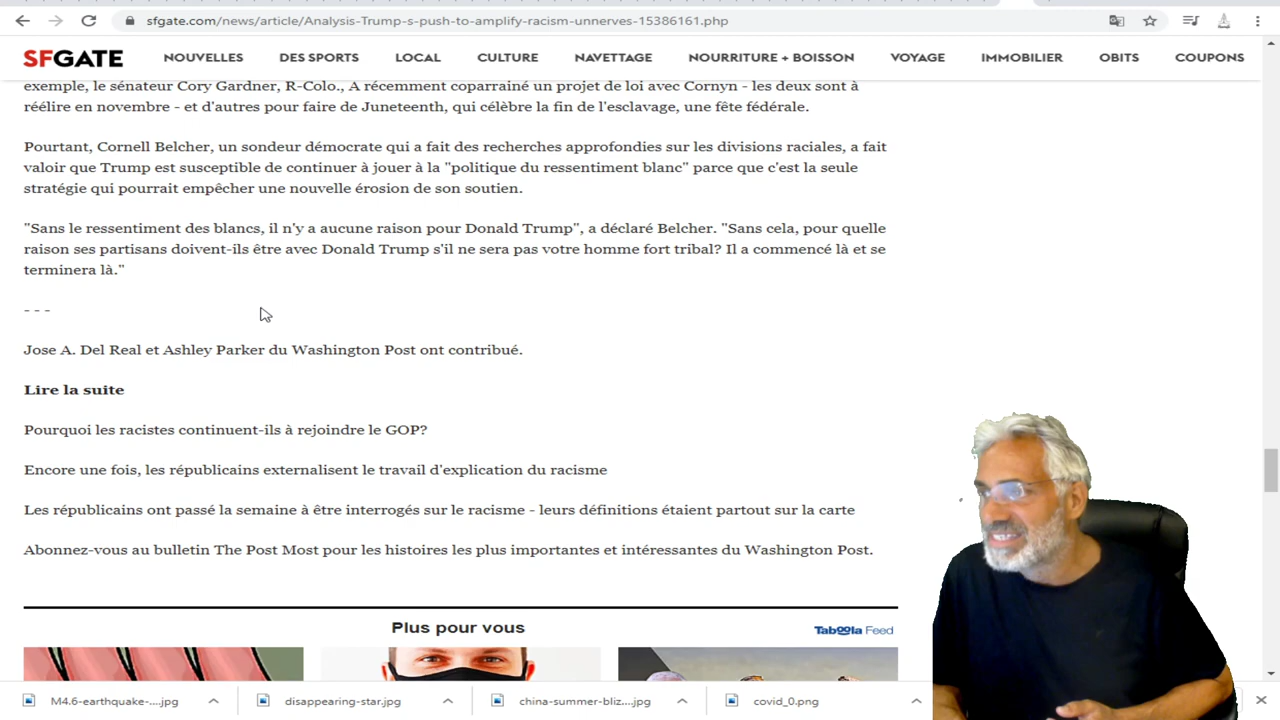 sfgate.com/news/article/Analysis-Trump-s-push-to-amplify-racism-unnerves-15386161.php
SFGATE NOUVELLES DES SPORTS LOCAL CULTURE NAVETTAGE NOURRITURE + BOISSON VOYAGE IMMOBILIER OBITS COUPONS
exemple, le sénateur Cory Gardner, R-Colo., A récemment coparrainé un projet de loi avec Cornyn - les deux sont à
réélire en novembre - et d'autres pour faire de Juneteenth, qui célèbre la fin de l'esclavage, une fête fédérale.
Pourtant, Cornell Belcher, un sondeur démocrate qui a fait des recherches approfondies sur les divisions raciales, a fait
valoir que Trump est susceptible de continuer à jouer à la "politique du ressentiment blanc" parce que c'est la seule
stratégie qui pourrait empêcher une nouvelle érosion de son soutien.
"Sans le ressentiment des blancs, il n'y a aucune raison pour Donald Trump", a déclaré Belcher. "Sans cela, pour quelle
raison ses partisans doivent-ils être avec Donald Trump s'il ne sera pas votre homme fort tribal? Il a commencé là et se
terminera là."
- - -
Jose A. Del Real et Ashley Parker du Washington Post ont contribué.
Lire la suite
Pourquoi les racistes continuent-ils à rejoindre le GOP?
Encore une fois, les républicains externalisent le travail d'explication du racisme
Les républicains ont passé la semaine à être interrogés sur le racisme - leurs définitions étaient partout sur la carte
Abonnez-vous au bulletin The Post Most pour les histoires les plus importantes et intéressantes du Washington Post.
Plus pour vous
Taboola Feed
M4.6-earthquake-....jpg disappearing-star.jpg china-summer-bliz....jpg covid_0.png